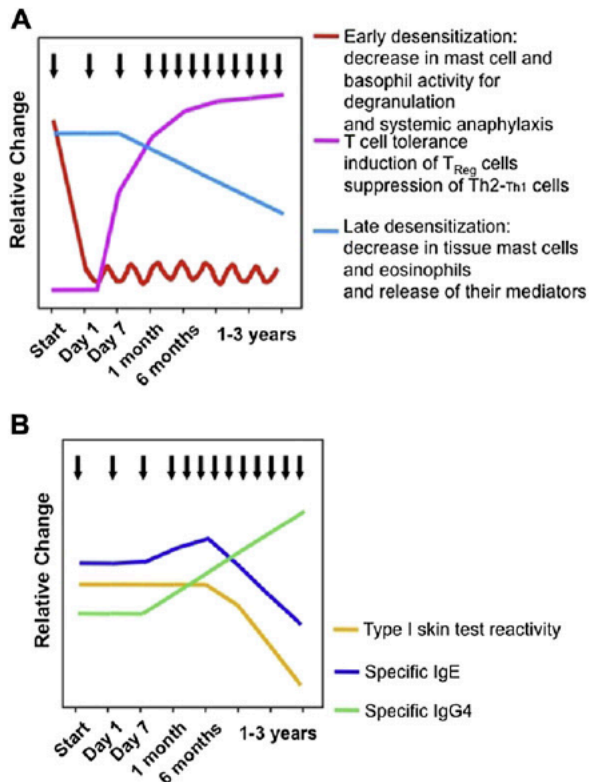 A
Relative Change
Start
Day 1
Day 7
1 month
6 months
1-3 years
Early desensitization:
decrease in mast cell and
basophil activity for
degranulation
and systemic anaphylaxis
T cell tolerance
induction of TReg cells
suppression of Th2-Th1 cells
Late desensitization:
decrease in tissue mast cells
and eosinophils
and release of their mediators
B
Relative Change
Start
Day 1
Day 7
1 month
6 months
1-3 years
Type I skin test reactivity
Specific IgE
Specific IgG4